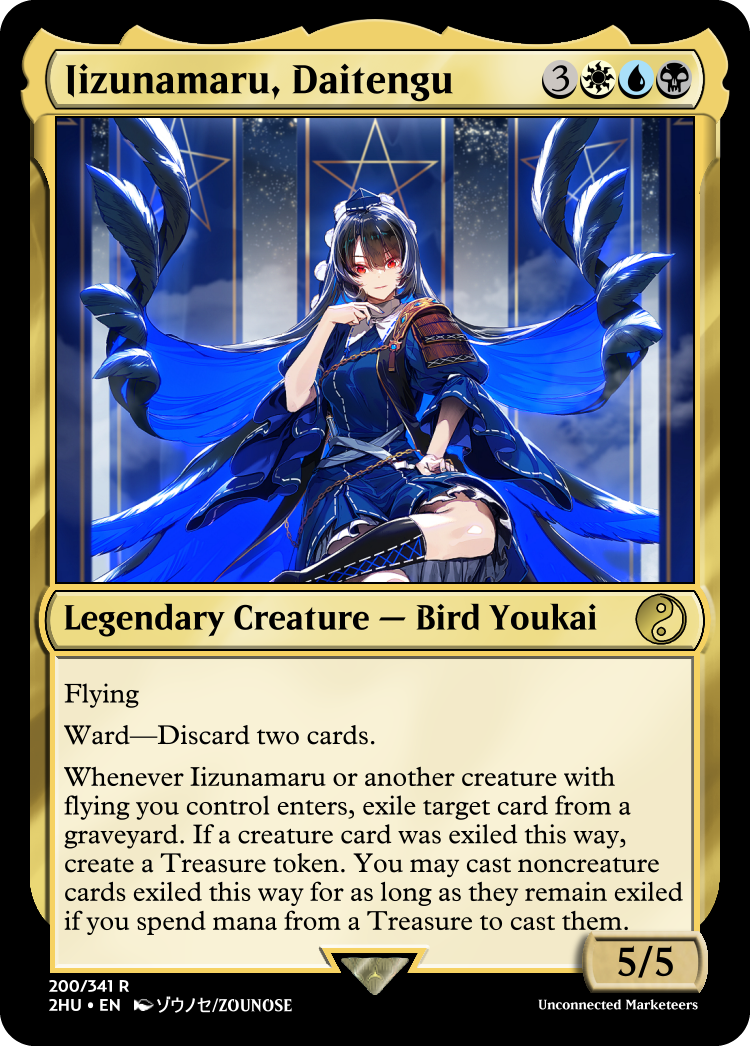 Iizunamaru, Daitengu 3
Legendary Creature — Bird Youkai
Flying
Ward—Discard two cards.
Whenever Iizunamaru or another creature with
flying you control enters, exile target card from a
graveyard. If a creature card was exiled this way,
create a Treasure token. You may cast noncreature
cards exiled this way for as long as they remain exiled
if you spend mana from a Treasure to cast them.
5/5
200/341 R
2HU • EN ゾウノセ/ZOUNOSE
Unconnected Marketeers